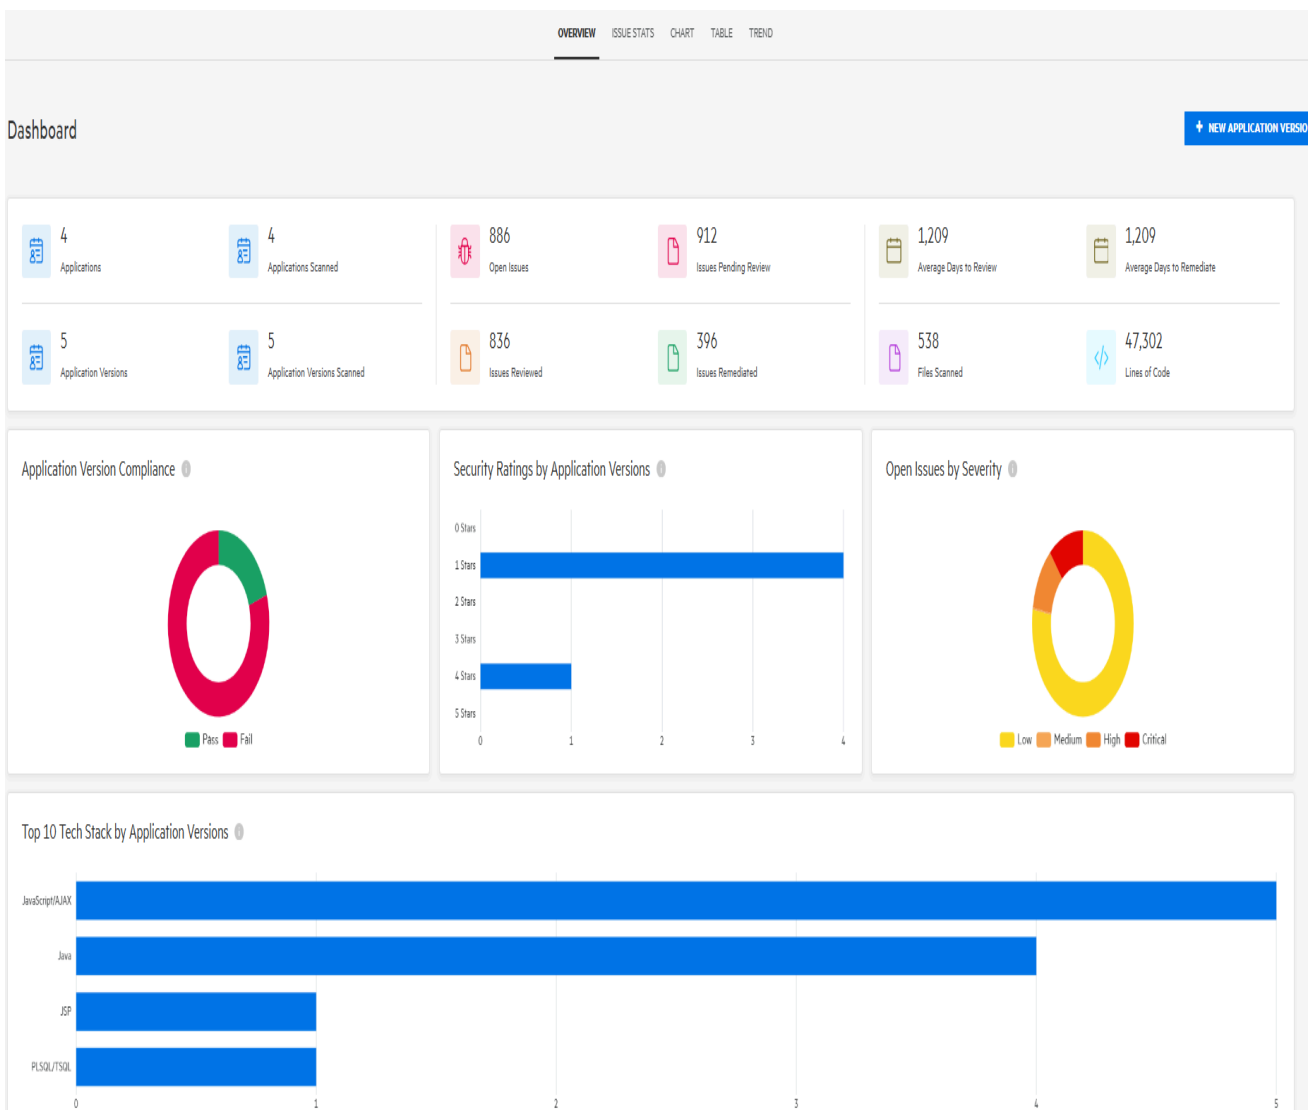 OVERVIEW ISSUE STATS CHART TABLE TREND
Dashboard
+ NEW APPLICATION VERSIO
4
Applications
4
Applications Scanned
886
Open Issues
912
Issues Pending Review
1,209
Average Days to Review
1,209
Average Days to Remediate
5
Application Versions
5
Application Versions Scanned
836
Issues Reviewed
396
Issues Remediated
538
Files Scanned
47,302
Lines of Code
Application Version Compliance
Pass Fail
Security Ratings by Application Versions
0 Stars
1 Stars
2 Stars
3 Stars
4 Stars
5 Stars
0 1 2 3 4
Open Issues by Severity
Low Medium High Critical
Top 10 Tech Stack by Application Versions
JavaScript/AJAX
Java
JSP
PLSQL/TSQL
0 1 2 3 4 5